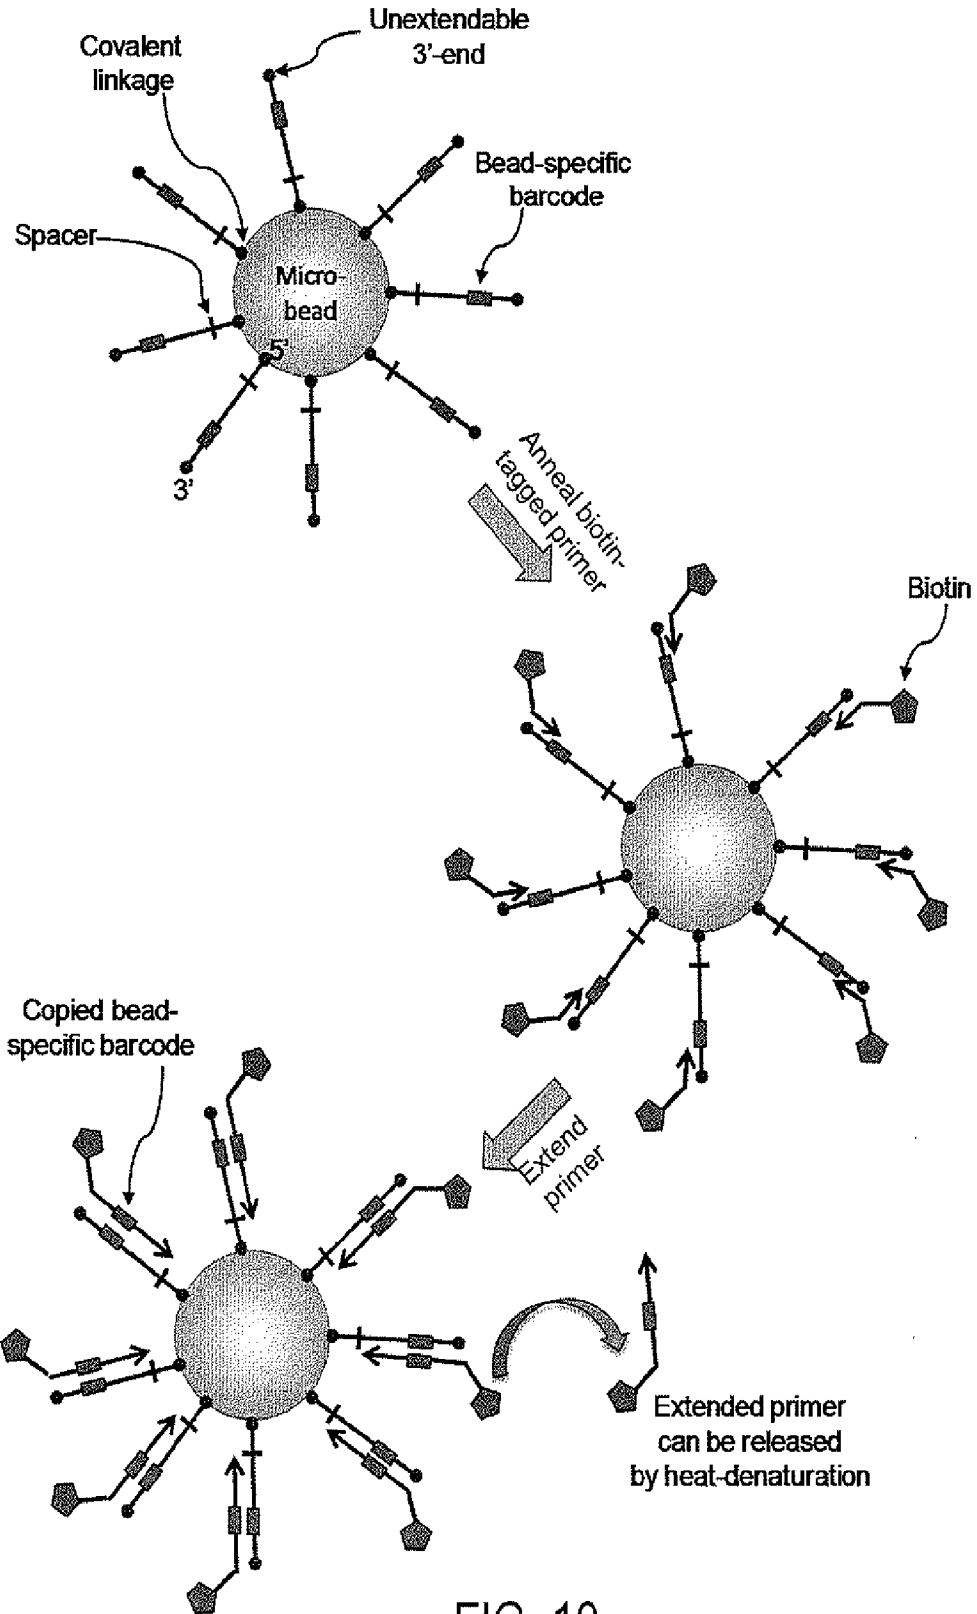 Unextendable
3'-end
Covalent
linkage
Bead-specific
barcode
Spacer
Micro-
bead
5'
3'
Anneal biotin-
tagged primer
Biotin
Copied bead-
specific barcode
Extend
primer
Extended primer
can be released
by heat-denaturation